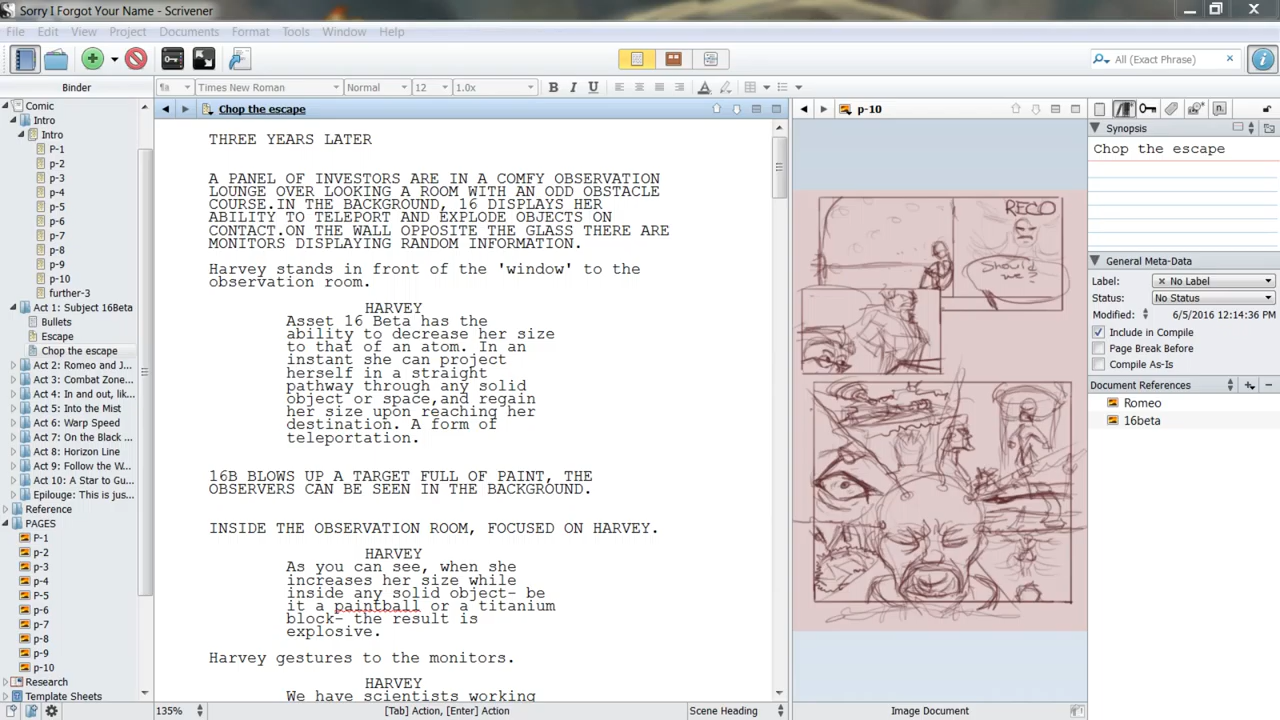 Sorry I Forgot Your Name - Scrivener
File Edit View Project Documents Format Tools Window Help
All (Exact Phrase)
Binder
Times New Roman Normal 12 1.0x B I U
Comic
Intro
Intro
P-1
p-2
p-3
p-4
p-5
p-6
p-7
p-8
p-9
p-10
further-3
Act 1: Subject 16Beta
Bullets
Escape
Chop the escape
Act 2: Romeo and J...
Act 3: Combat Zone...
Act 4: In and out, lik...
Act 5: Into the Mist
Act 6: Warp Speed
Act 7: On the Black ...
Act 8: Horizon Line
Act 9: Follow the W...
Act 10: A Star to Gu...
Epilouge: This is jus...
Reference
PAGES
P-1
p-2
p-3
p-4
P-5
p-6
p-7
p-8
p-9
p-10
Research
Template Sheets
Chop the escape
THREE YEARS LATER
A PANEL OF INVESTORS ARE IN A COMFY OBSERVATION
LOUNGE OVER LOOKING A ROOM WITH AN ODD OBSTACLE
COURSE.IN THE BACKGROUND, 16 DISPLAYS HER
ABILITY TO TELEPORT AND EXPLODE OBJECTS ON
CONTACT.ON THE WALL OPPOSITE THE GLASS THERE ARE
MONITORS DISPLAYING RANDOM INFORMATION.
Harvey stands in front of the 'window' to the
observation room.
HARVEY
Asset 16 Beta has the
ability to decrease her size
to that of an atom. In an
instant she can project
herself in a straight
pathway through any solid
object or space,and regain
her size upon reaching her
destination. A form of
teleportation.
16B BLOWS UP A TARGET FULL OF PAINT, THE
OBSERVERS CAN BE SEEN IN THE BACKGROUND.
INSIDE THE OBSERVATION ROOM, FOCUSED ON HARVEY.
HARVEY
As you can see, when she
increases her size while
inside any solid object- be
it a paintball or a titanium
block- the result is
explosive.
Harvey gestures to the monitors.
HARVEY
We have scientists working
135%
[Tab] Action, [Enter] Action
Scene Heading
p-10
RECO
Should
we?
Image Document
Synopsis
Chop the escape
General Meta-Data
Label: No Label
Status: No Status
Modified: 6/5/2016 12:14:36 PM
Include in Compile
Page Break Before
Compile As-Is
Document References
Romeo
16beta